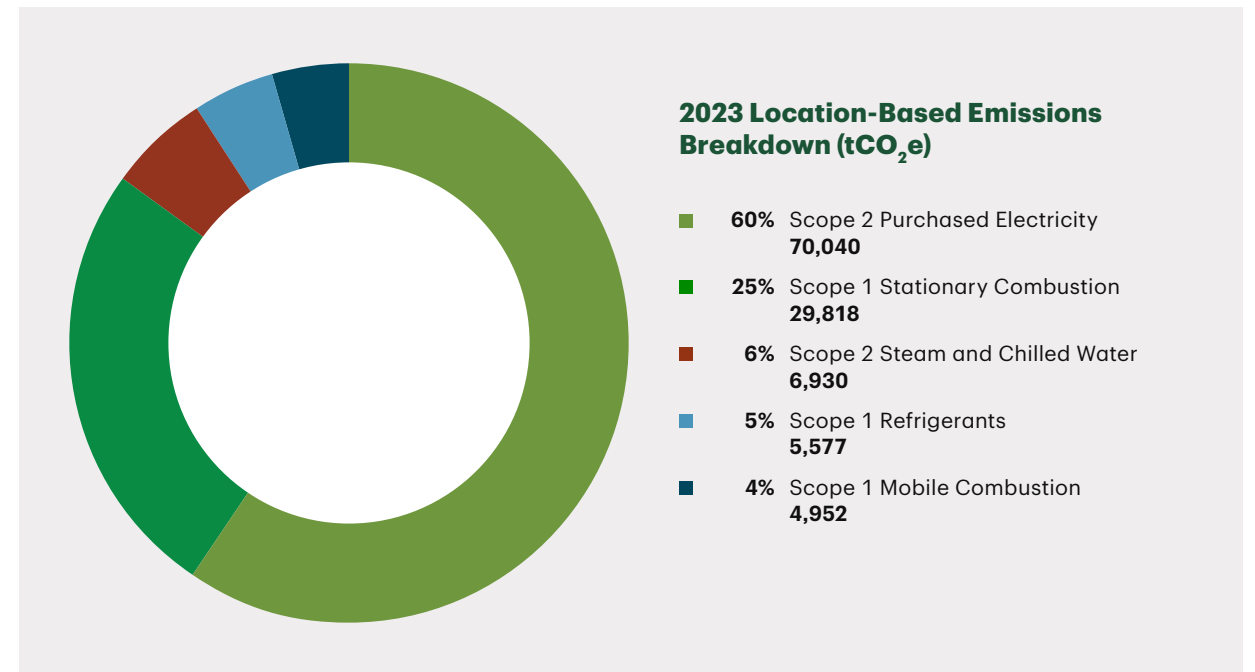 2023 Location-Based Emissions
Breakdown (tCO₂e)
60% Scope 2 Purchased Electricity
70,040
25% Scope 1 Stationary Combustion
29,818
6% Scope 2 Steam and Chilled Water
6,930
5% Scope 1 Refrigerants
5,577
4% Scope 1 Mobile Combustion
4,952